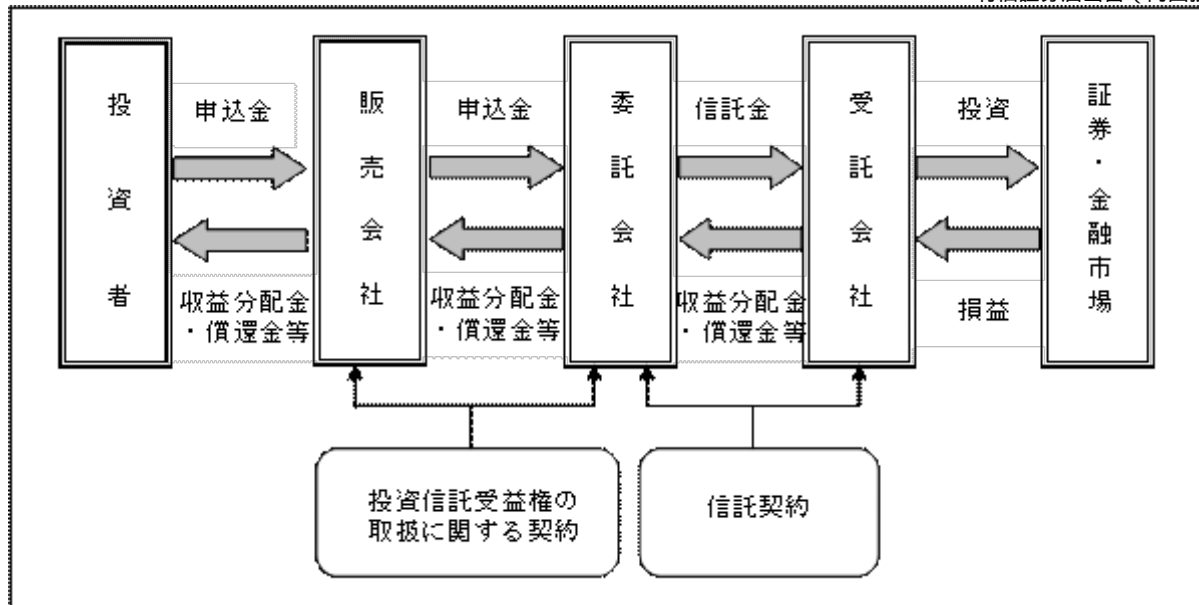 投資者
申込金
収益分配金
・償還金等
販売会社
申込金
収益分配金
・償還金等
委託会社
信託金
収益分配金
・償還金等
受託会社
投資
損益
証券・金融市場
投資信託受益権の
取扱に関する契約
信託契約